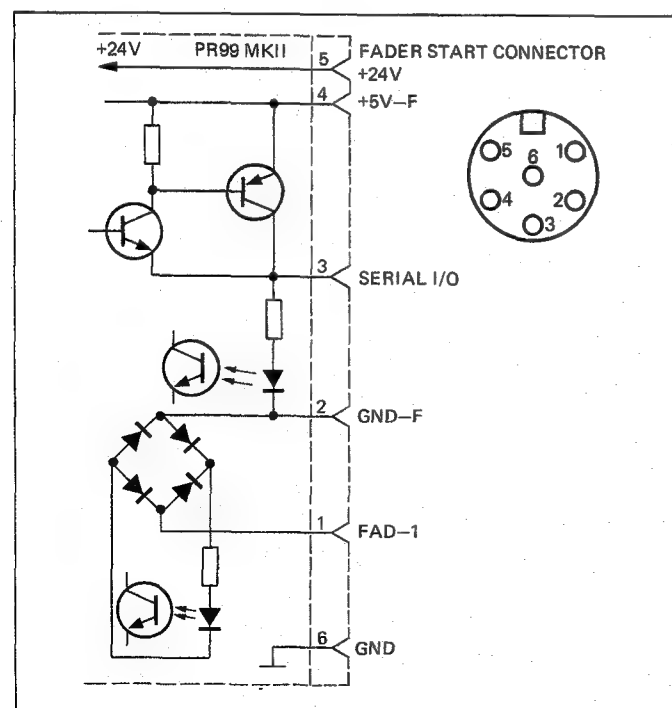 +24V PR99 MKII 5 FADER START CONNECTOR
+24V
4 +5V–F
5 6 1
4 2
3
3 SERIAL I/O
2 GND–F
1 FAD–1
6 GND